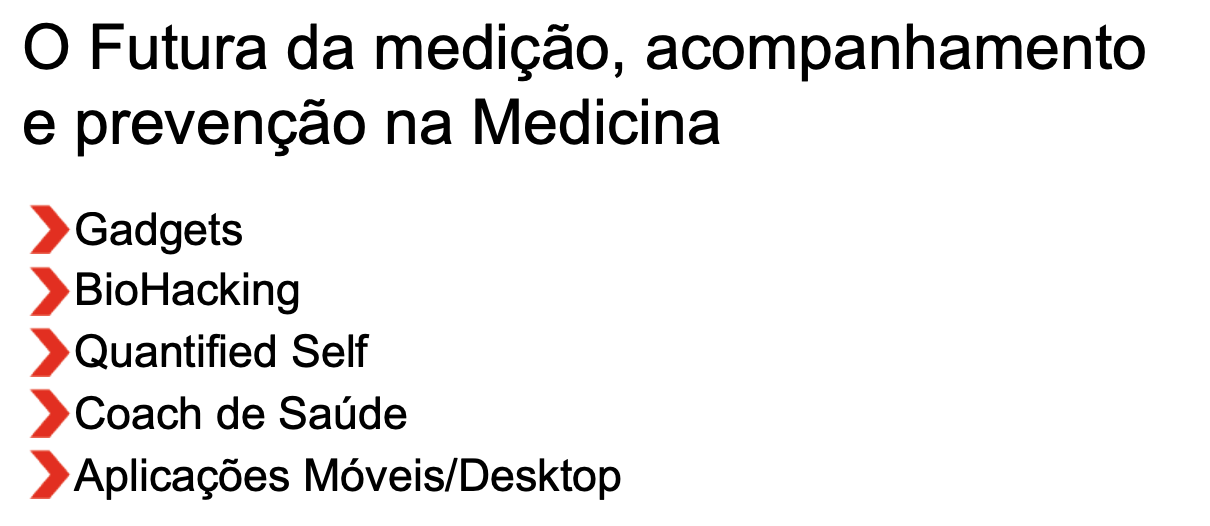 O Futura da medição, acompanhamento
e prevenção na Medicina
Gadgets
BioHacking
Quantified Self
Coach de Saúde
Aplicações Móveis/Desktop